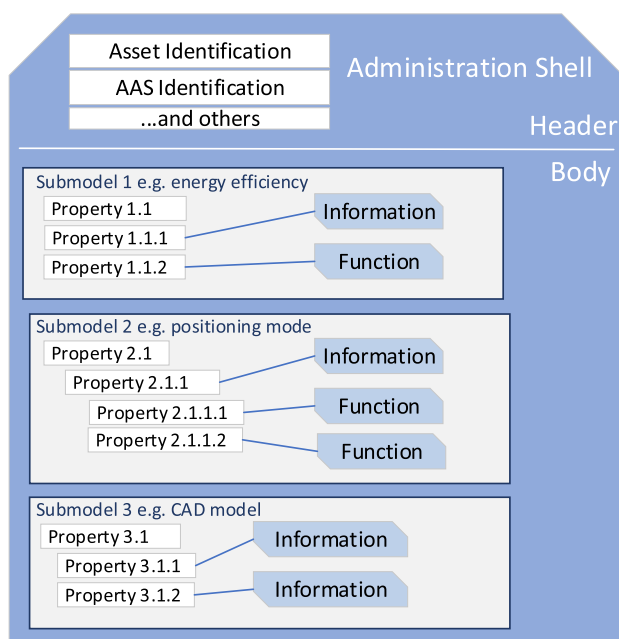 Asset Identification
AAS Identification
...and others
Administration Shell
Header
Body
Submodel 1 e.g. energy efficiency
Property 1.1
Property 1.1.1
Information
Property 1.1.2
Function
Submodel 2 e.g. positioning mode
Property 2.1
Information
Property 2.1.1
Property 2.1.1.1
Function
Property 2.1.1.2
Function
Submodel 3 e.g. CAD model
Property 3.1
Information
Property 3.1.1
Property 3.1.2
Information